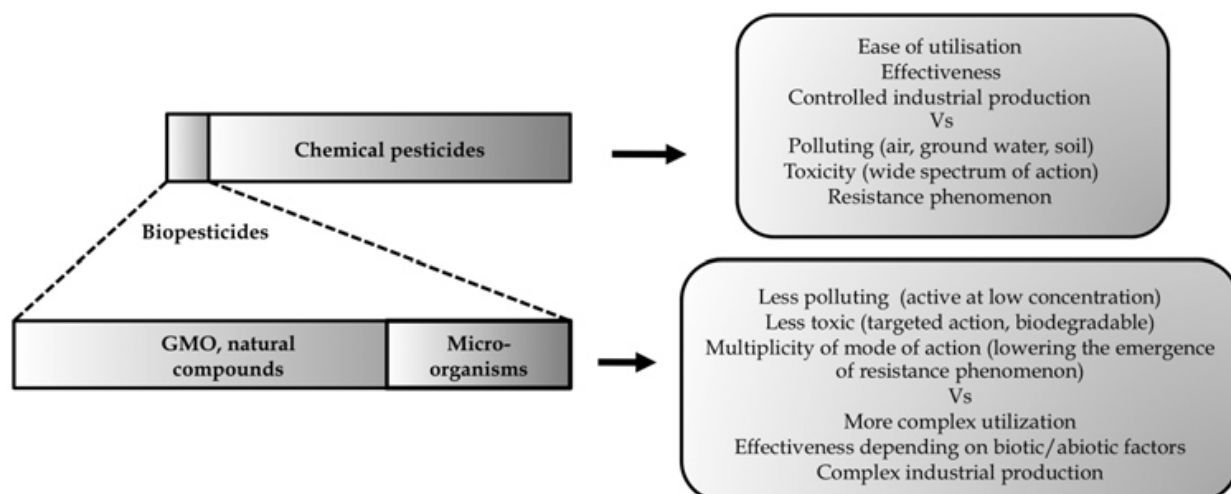 Chemical pesticides
Biopesticides
GMO, natural
compounds
Micro-
organisms
Ease of utilisation
Effectiveness
Controlled industrial production
Vs
Polluting (air, ground water, soil)
Toxicity (wide spectrum of action)
Resistance phenomenon
Less polluting (active at low concentration)
Less toxic (targeted action, biodegradable)
Multiplicity of mode of action (lowering the emergence
of resistance phenomenon)
Vs
More complex utilization
Effectiveness depending on biotic/abiotic factors
Complex industrial production